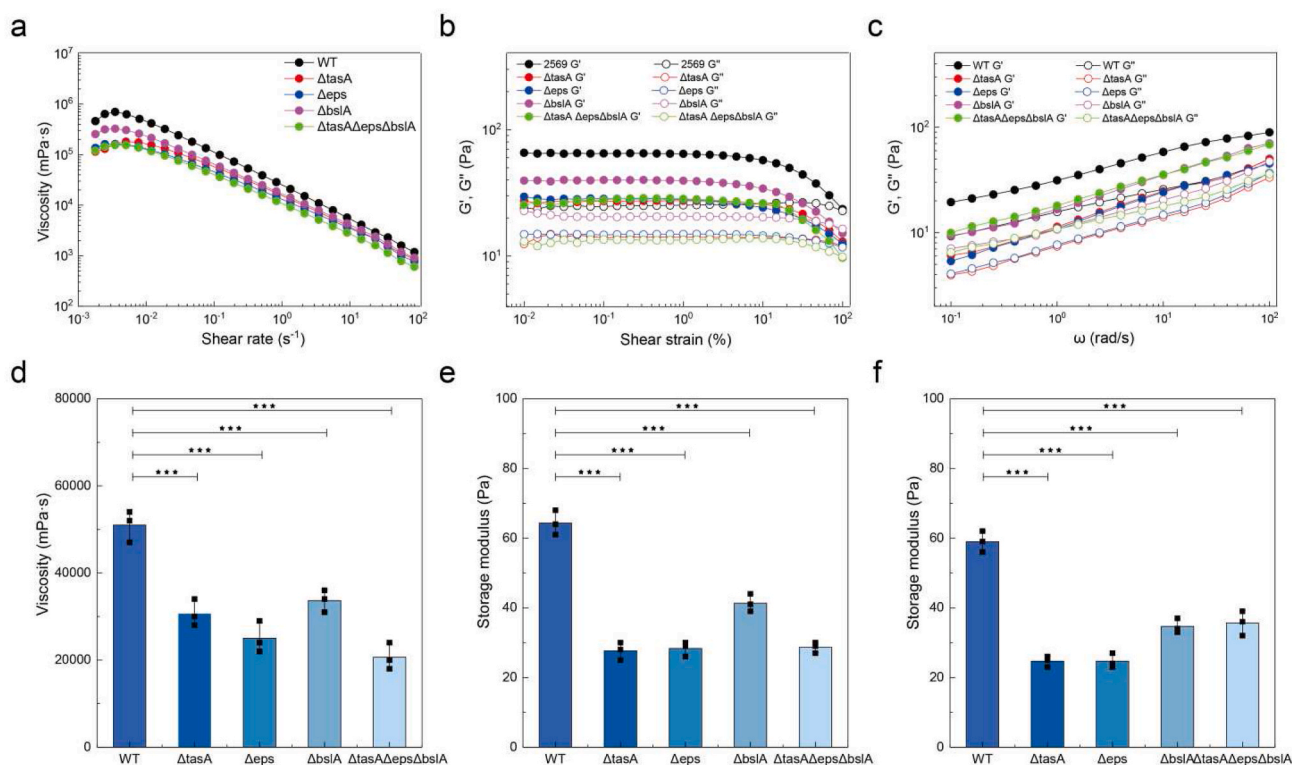 a
10⁷
10⁶
10⁵
10⁴
10³
10²
Viscosity (mPa·s)
10⁻³ 10⁻² 10⁻¹ 10⁰ 10¹ 10²
Shear rate (s⁻¹)
WT
ΔtasA
Δeps
ΔbslA
ΔtasAΔepsΔbslA
b
2569 G' 2569 G''
ΔtasA G' ΔtasA G''
Δeps G' Δeps G''
ΔbslA G' ΔbslA G''
ΔtasA ΔepsΔbslA G' ΔtasA ΔepsΔbslA G''
10²
10¹
G', G'' (Pa)
10⁻² 10⁻¹ 10⁰ 10¹ 10²
Shear strain (%)
c
WT G' WT G''
ΔtasA G' ΔtasA G''
Δeps G' Δeps G''
ΔbslA G' ΔbslA G''
ΔtasAΔepsΔbslA G' ΔtasAΔepsΔbslA G''
10²
10¹
G', G'' (Pa)
10⁻¹ 10⁰ 10¹ 10²
ω (rad/s)
d
80000
60000
40000
20000
0
Viscosity (mPa·s)
***
***
***
***
WT ΔtasA Δeps ΔbslA ΔtasAΔepsΔbslA
e
100
80
60
40
20
0
Storage modulus (Pa)
***
***
***
***
WT ΔtasA Δeps ΔbslA ΔtasAΔepsΔbslA
f
100
80
60
40
20
0
Storage modulus (Pa)
***
***
***
***
WT ΔtasA Δeps ΔbslA ΔtasAΔepsΔbslA